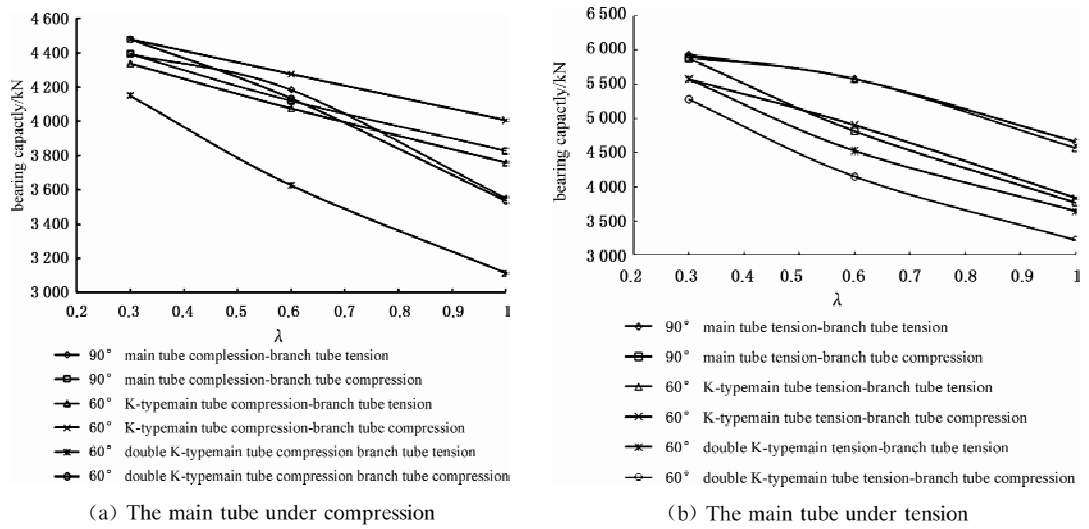 4 600
4 400
4 200
4 000
3 800
3 600
3 400
3 200
3 000
bearing capactly/kN
0.2 0.3 0.4 0.5 0.6 0.7 0.8 0.9 1
λ
90° main tube complession-branch tube tension
90° main tube complession-branch tube compression
60° K-typemain tube compression-branch tube tension
60° K-typemain tube compression-branch tube compression
60° double K-typemain tube compression branch tube tension
60° double K-typemain tube compression branch tube compression
(a) The main tube under compression
6 500
6 000
5 500
5 000
4 500
4 000
3 500
3 000
bearing capactly/kN
0.2 0.3 0.4 0.5 0.6 0.7 0.8 0.9 1
λ
90° main tube tension-branch tube tension
90° main tube tension-branch tube compression
60° K-typemain tube tension-branch tube tension
60° K-typemain tube tension-branch tube compression
60° double K-typemain tension-branch tube tension
60° double K-typemain tube tension-branch tube compression
(b) The main tube under tension